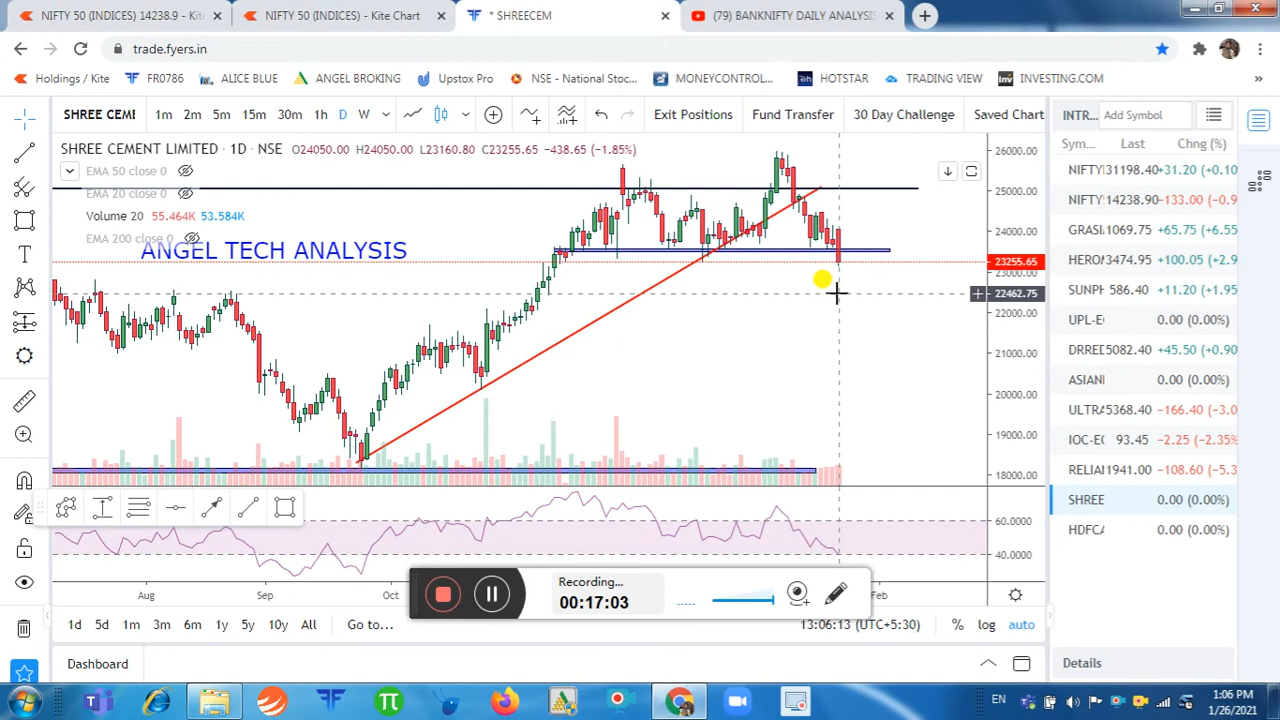 NIFTY 50 (INDICES) 14238.9 - Kite
NIFTY 50 (INDICES) - Kite Chart
* SHREECEM
(79) BANKNIFTY DAILY ANALYSIS
trade.fyers.in
Holdings / Kite
FR0786
ALICE BLUE
ANGEL BROKING
Upstox Pro
NSE - National Stoc...
MONEYCONTROL...
HOTSTAR
TRADING VIEW
INVESTING.COM
»
SHREE CEME
1m 2m 5m 15m 30m 1h D W
Exit Positions
Fund Transfer
30 Day Challenge
Saved Chart
INTR...
Add Symbol
SHREE CEMENT LIMITED · 1D · NSE O24050.00 H24050.00 L23160.80 C23255.65 −438.65 (−1.85%)
EMA 50 close 0
EMA 20 close 0
Volume 20 55.464K 53.584K
EMA 200 close 0
ANGEL TECH ANALYSIS
26000.00
25000.00
24000.00
23255.65
23000.00
22462.75
22000.00
21000.00
20000.00
19000.00
18000.00
60.0000
40.0000
Sym... Last Chng (%)
NIFTY 31198.40 +31.20 (+0.10
NIFTY 14238.90 -133.00 (-0.9
GRASI 1069.75 +65.75 (+6.55
HERO 3474.95 +100.05 (+2.9
SUNPH 586.40 +11.20 (+1.95
UPL-E 0.00 (0.00%)
DRRED 5082.40 +45.50 (+0.90
ASIAN 0.00 (0.00%)
ULTRA 5368.40 -166.40 (-3.0
IOC-EC 93.45 -2.25 (-2.35%
RELIA 1941.00 -108.60 (-5.3
SHREE 0.00 (0.00%)
HDFCA 0.00 (0.00%)
Aug Sep Oct Feb
Recording...
00:17:03
1d 5d 1m 3m 6m 1y 5y 10y All Go to...
13:06:13 (UTC+5:30) % log auto
Dashboard
Details
EN
1:06 PM
1/26/2021